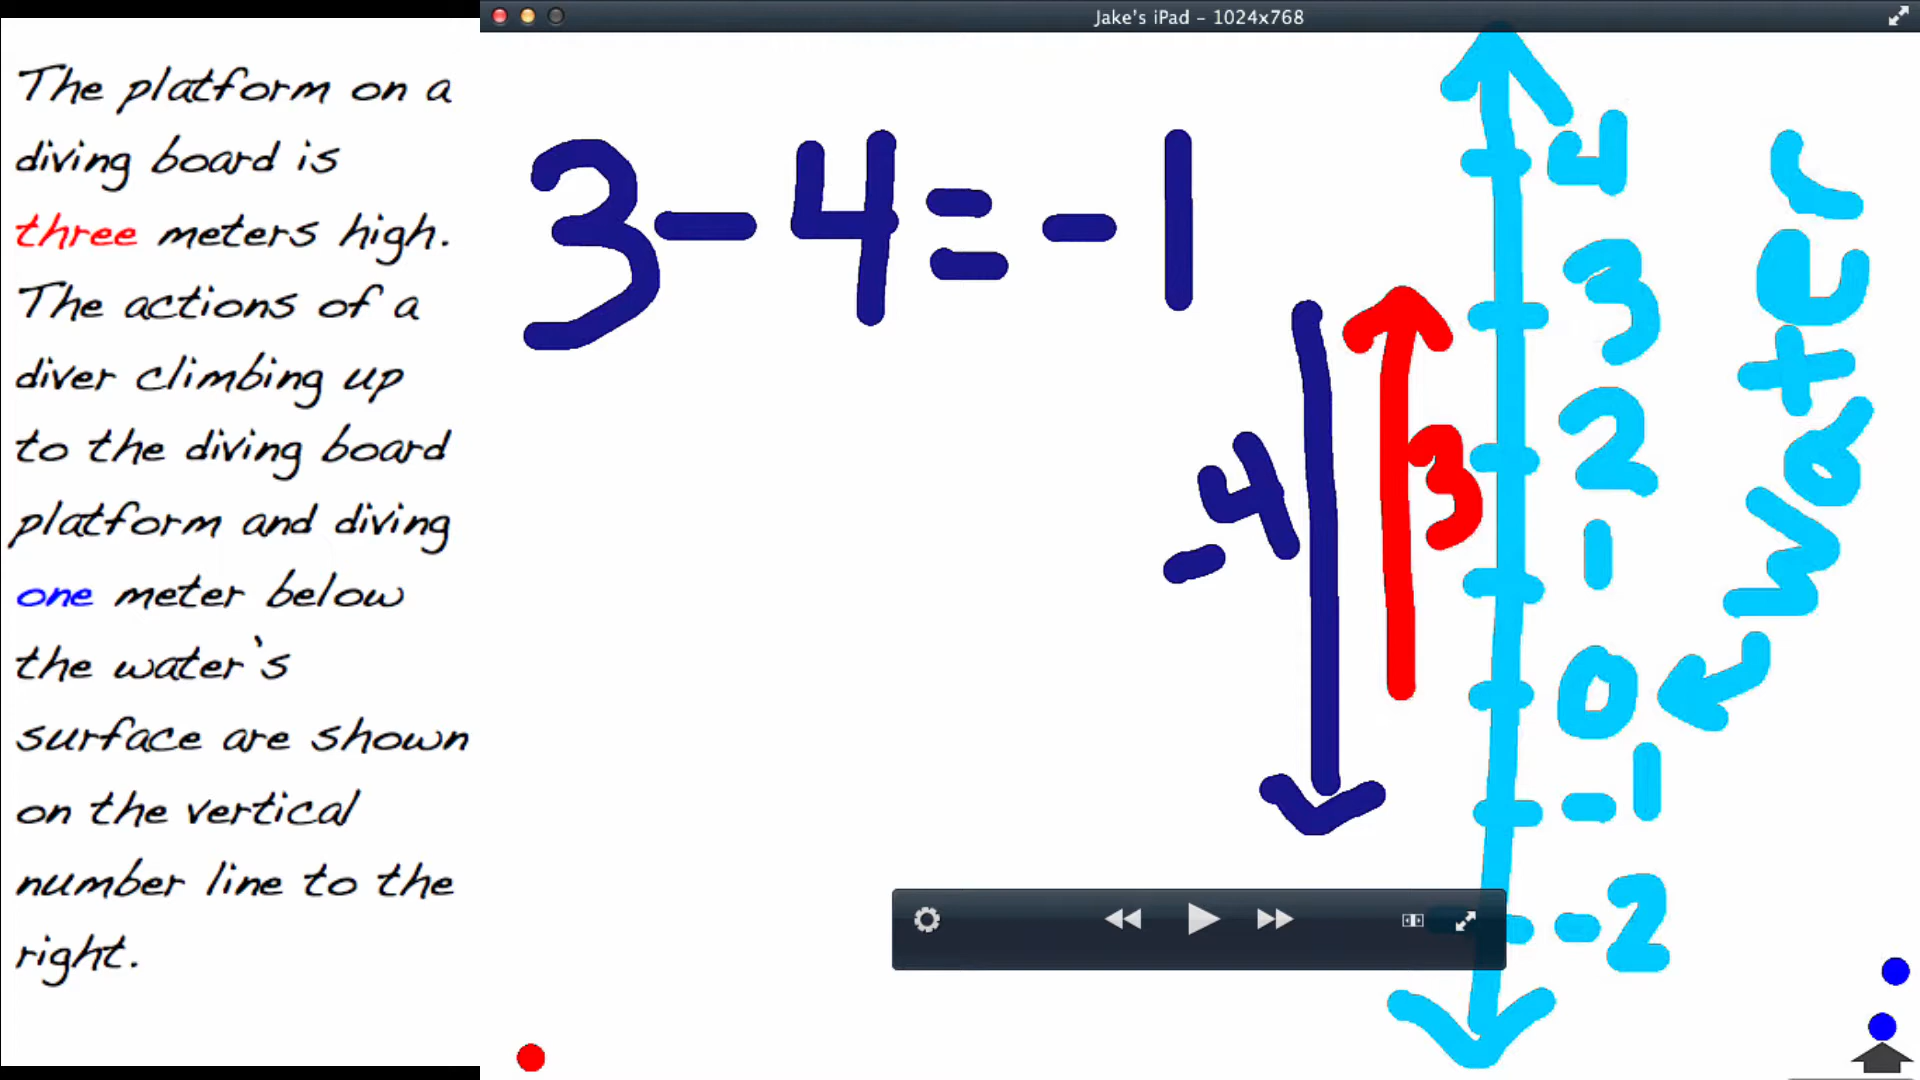 Jake's iPad - 1024x768
The platform on a
diving board is
three meters high.
The actions of a
diver climbing up
to the diving board
platform and diving
one meter below
the water's
surface are shown
on the vertical
number line to the
right.
3-4=-1
-4
3
4
3
2
1
0
-1
-2
water